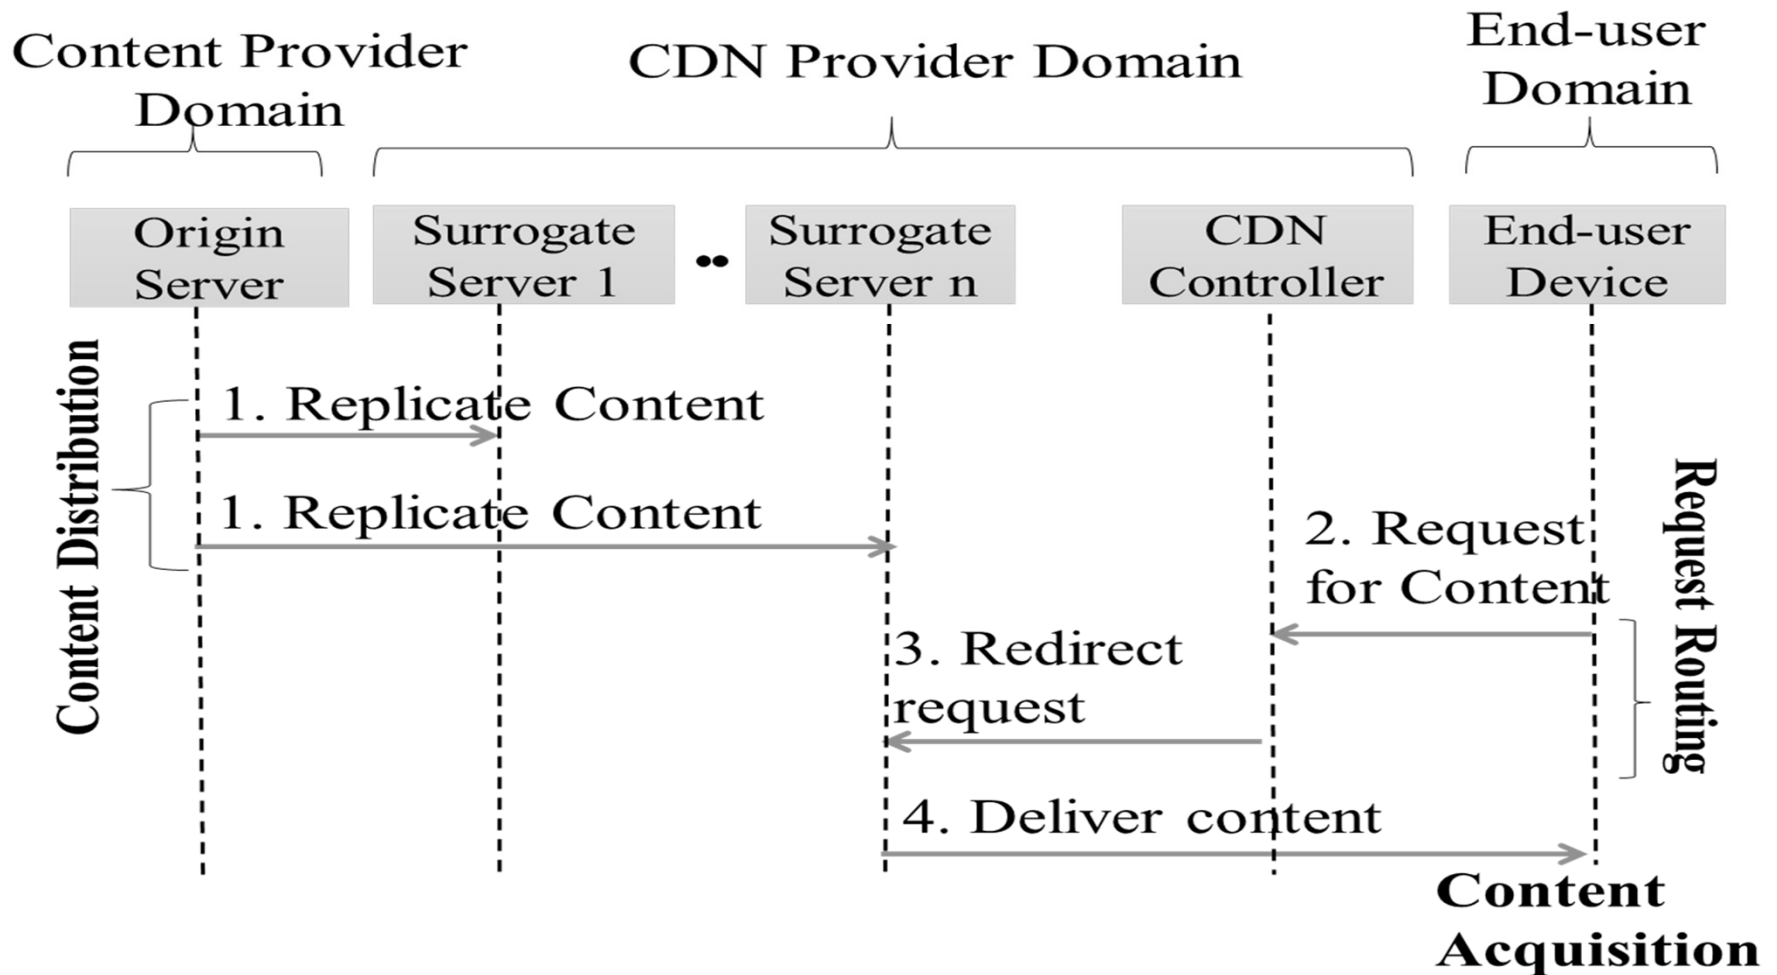 Content Provider
Domain
CDN Provider Domain
End-user
Domain
Origin
Server
Surrogate
Server 1
••
Surrogate
Server n
CDN
Controller
End-user
Device
Content Distribution
1. Replicate Content
1. Replicate Content
2. Request
for Content
Request Routing
3. Redirect
request
4. Deliver content
Content
Acquisition